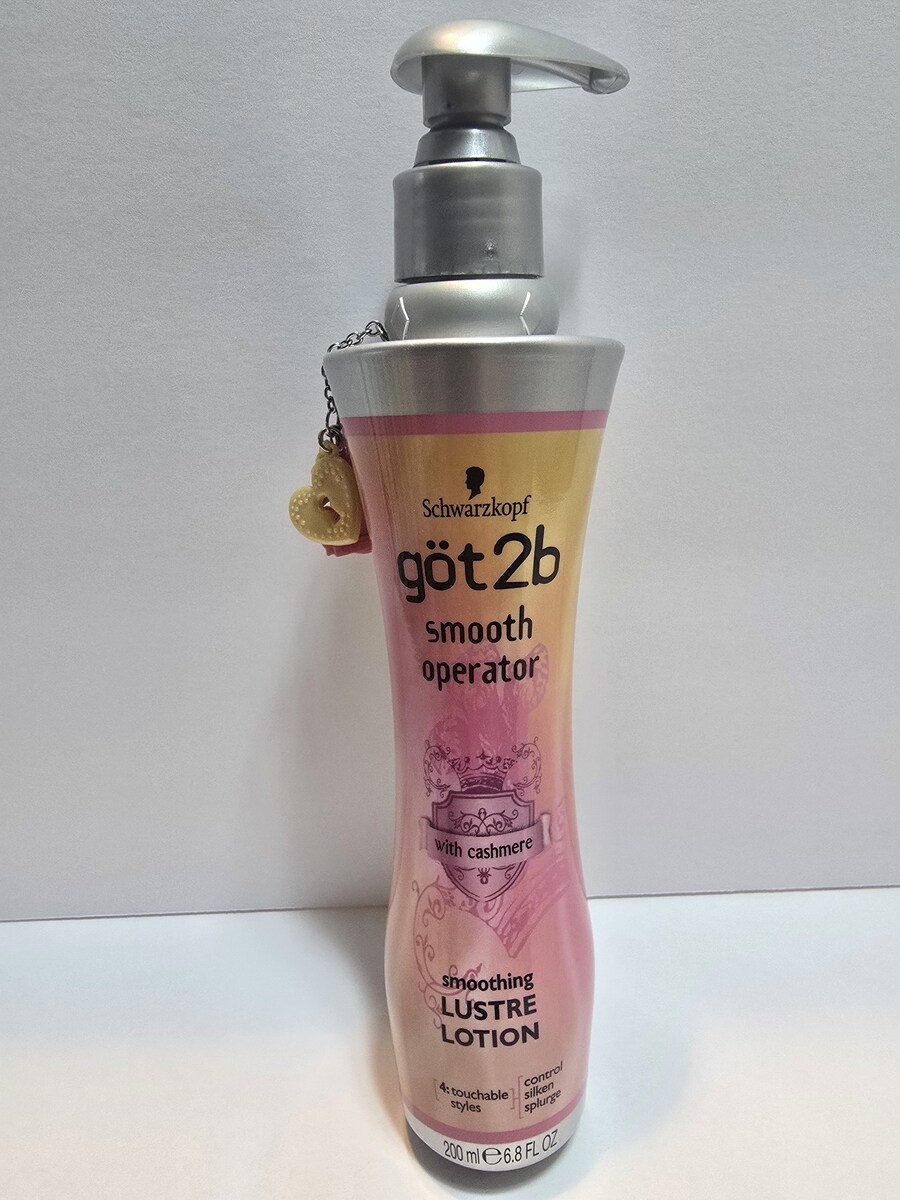 Schwarzkopf
göt2b
smooth
operator
with cashmere
smoothing
LUSTRE
LOTION
4: touchable
styles
control
silken
splurge
200 ml ℮ 6.8 FL OZ